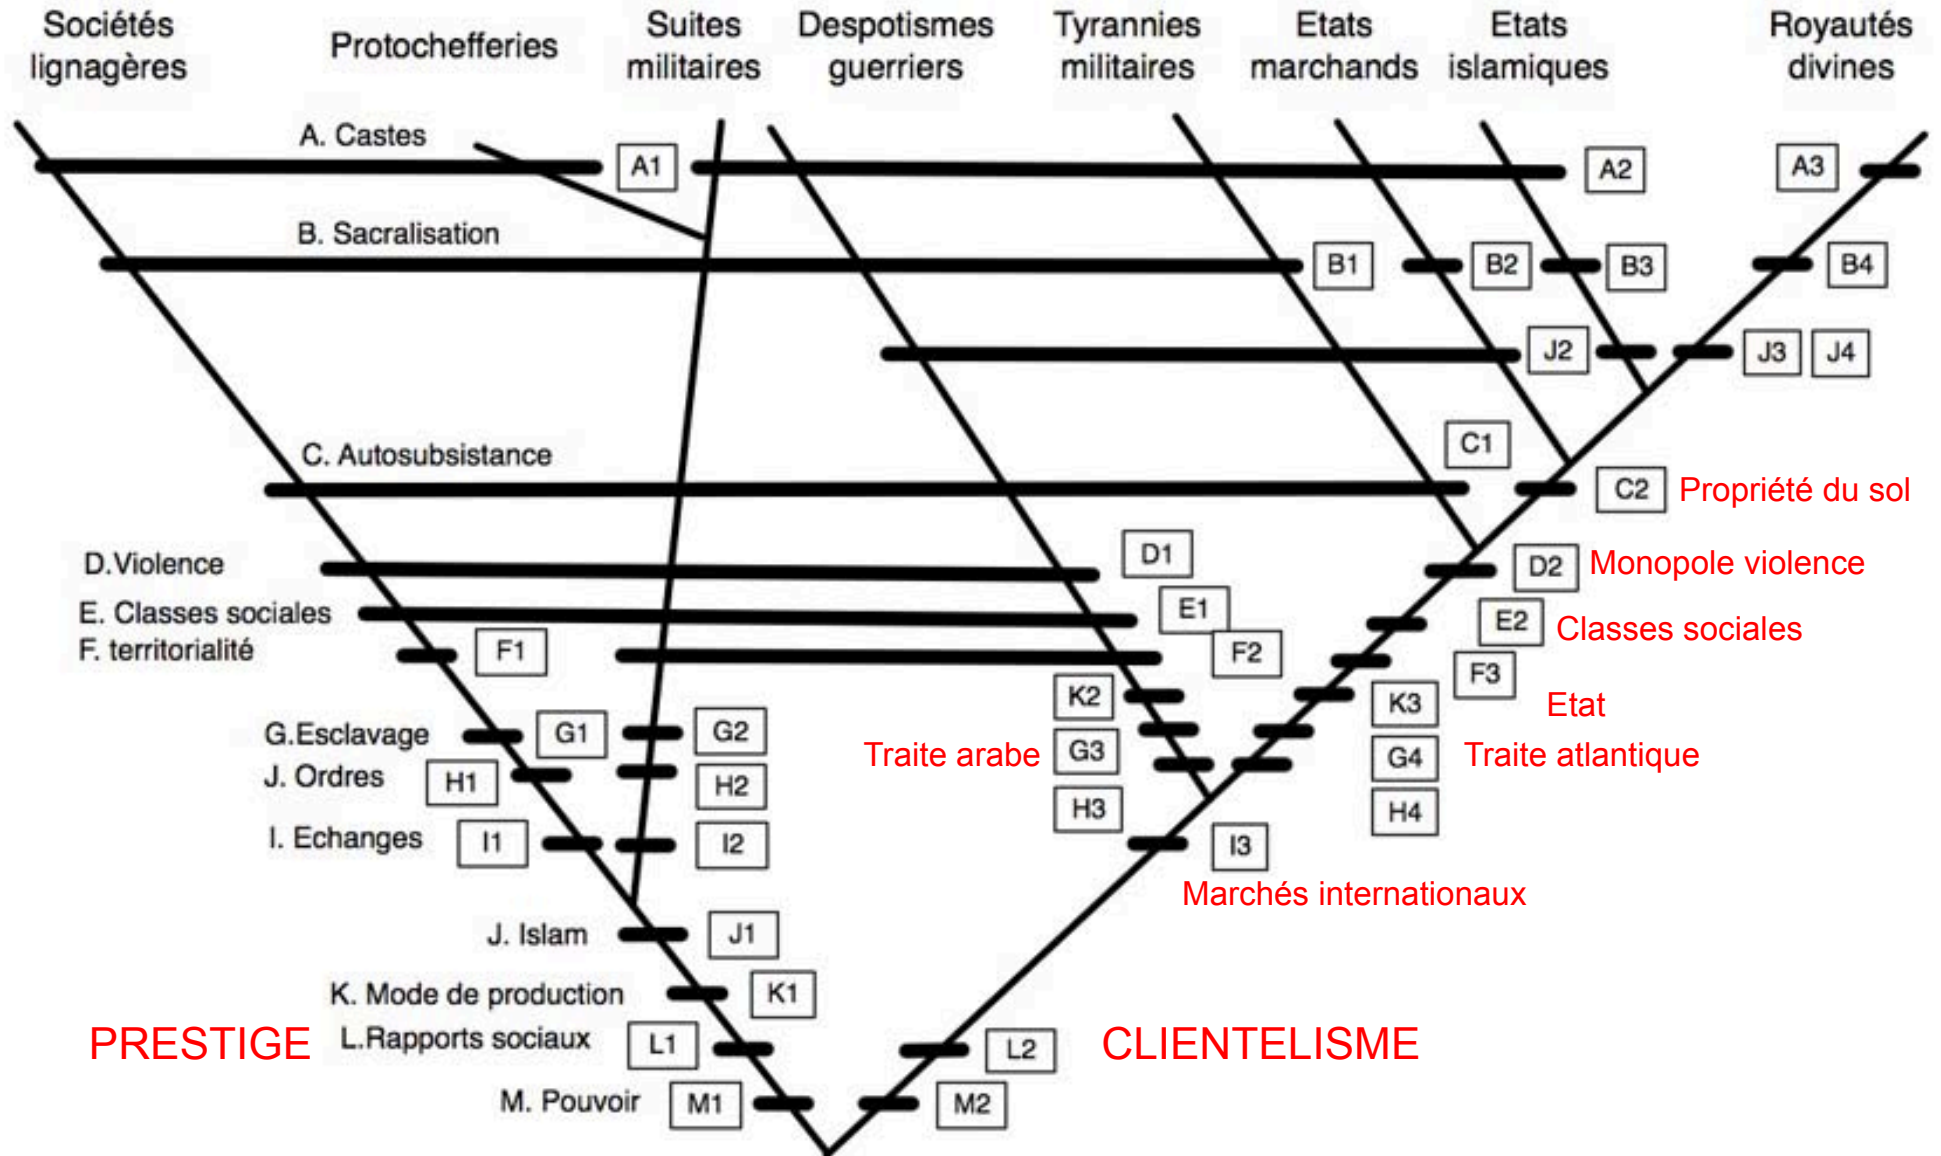 Sociétés
lignagères
Protochefferies
Suites
militaires
Despotismes
guerriers
Tyrannies
militaires
Etats
marchands
Etats
islamiques
Royautés
divines
A. Castes
A1
A2
A3
B. Sacralisation
B1
B2
B3
B4
J2
J3
J4
C. Autosubsistance
C1
C2
Propriété du sol
D.Violence
D1
D2
Monopole violence
E. Classes sociales
E1
E2
Classes sociales
F. territorialité
F1
F2
F3
K2
K3
Etat
G.Esclavage
G1
G2
Traite arabe
G3
G4
Traite atlantique
J. Ordres
H1
H2
H3
H4
I. Echanges
I1
I2
I3
Marchés internationaux
J. Islam
J1
K. Mode de production
K1
PRESTIGE
L.Rapports sociaux
L1
L2
CLIENTELISME
M. Pouvoir
M1
M2